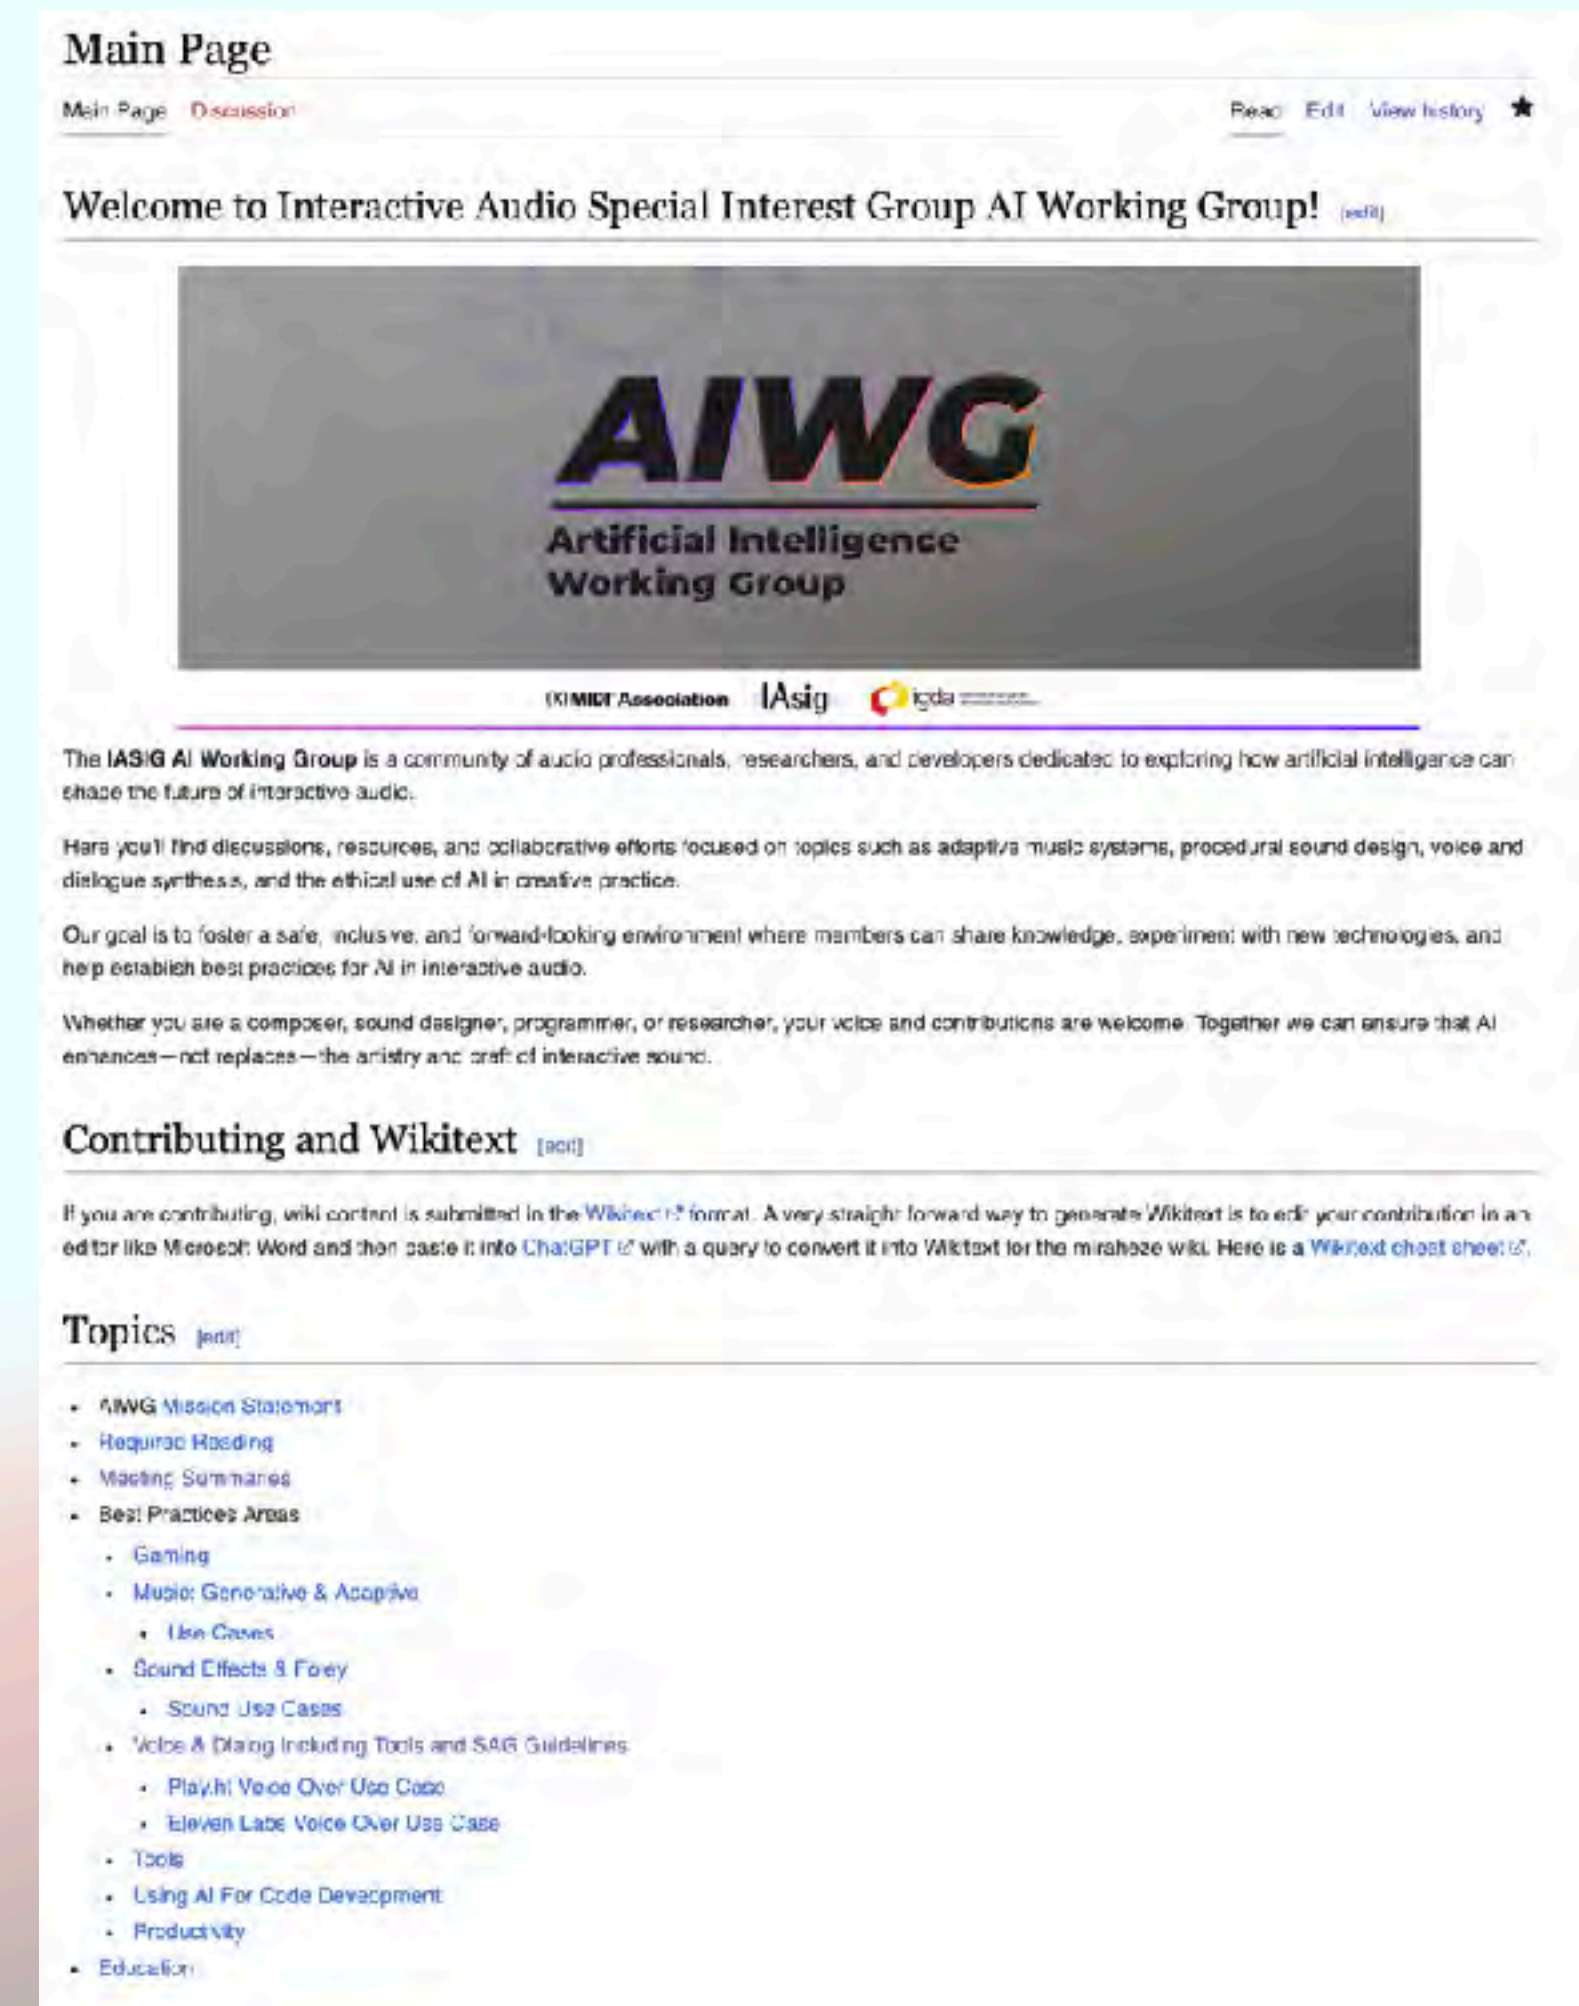 Main Page
Main Page Discussion Read Edit View history
Welcome to Interactive Audio Special Interest Group AI Working Group! [edit]
AIWG
Artificial Intelligence
Working Group
MIDI Association IAsig igda
The IASIG AI Working Group is a community of audio professionals, researchers, and developers dedicated to exploring how artificial intelligence can
shape the future of interactive audio.
Here you'll find discussions, resources, and collaborative efforts focused on topics such as adaptive music systems, procedural sound design, voice and
dialogue synthesis, and the ethical use of AI in creative practice.
Our goal is to foster a safe, inclusive, and forward-looking environment where members can share knowledge, experiment with new technologies, and
help establish best practices for AI in interactive audio.
Whether you are a composer, sound designer, programmer, or researcher, your voice and contributions are welcome. Together we can ensure that AI
enhances—not replaces—the artistry and craft of interactive sound.
Contributing and Wikitext [edit]
If you are contributing, wiki content is submitted in the Wikitext format. A very straight forward way to generate Wikitext is to edit your contribution in an
editor like Microsoft Word and then paste it into ChatGPT with a query to convert it into Wikitext for the miraheze wiki. Here is a Wikitext cheat sheet.
Topics [edit]
• AIWG Mission Statement
• Required Reading
• Meeting Summaries
• Best Practices Areas
• Gaming
• Music: Generative & Adaptive
• Use Cases
• Sound Effects & Foley
• Sound Use Cases
• Voice & Dialog Including Tools and SAG Guidelines
• Play.ht Voice Over Use Case
• Eleven Labs Voice Over Use Case
• Tools
• Using AI For Code Development
• Productivity
• Education